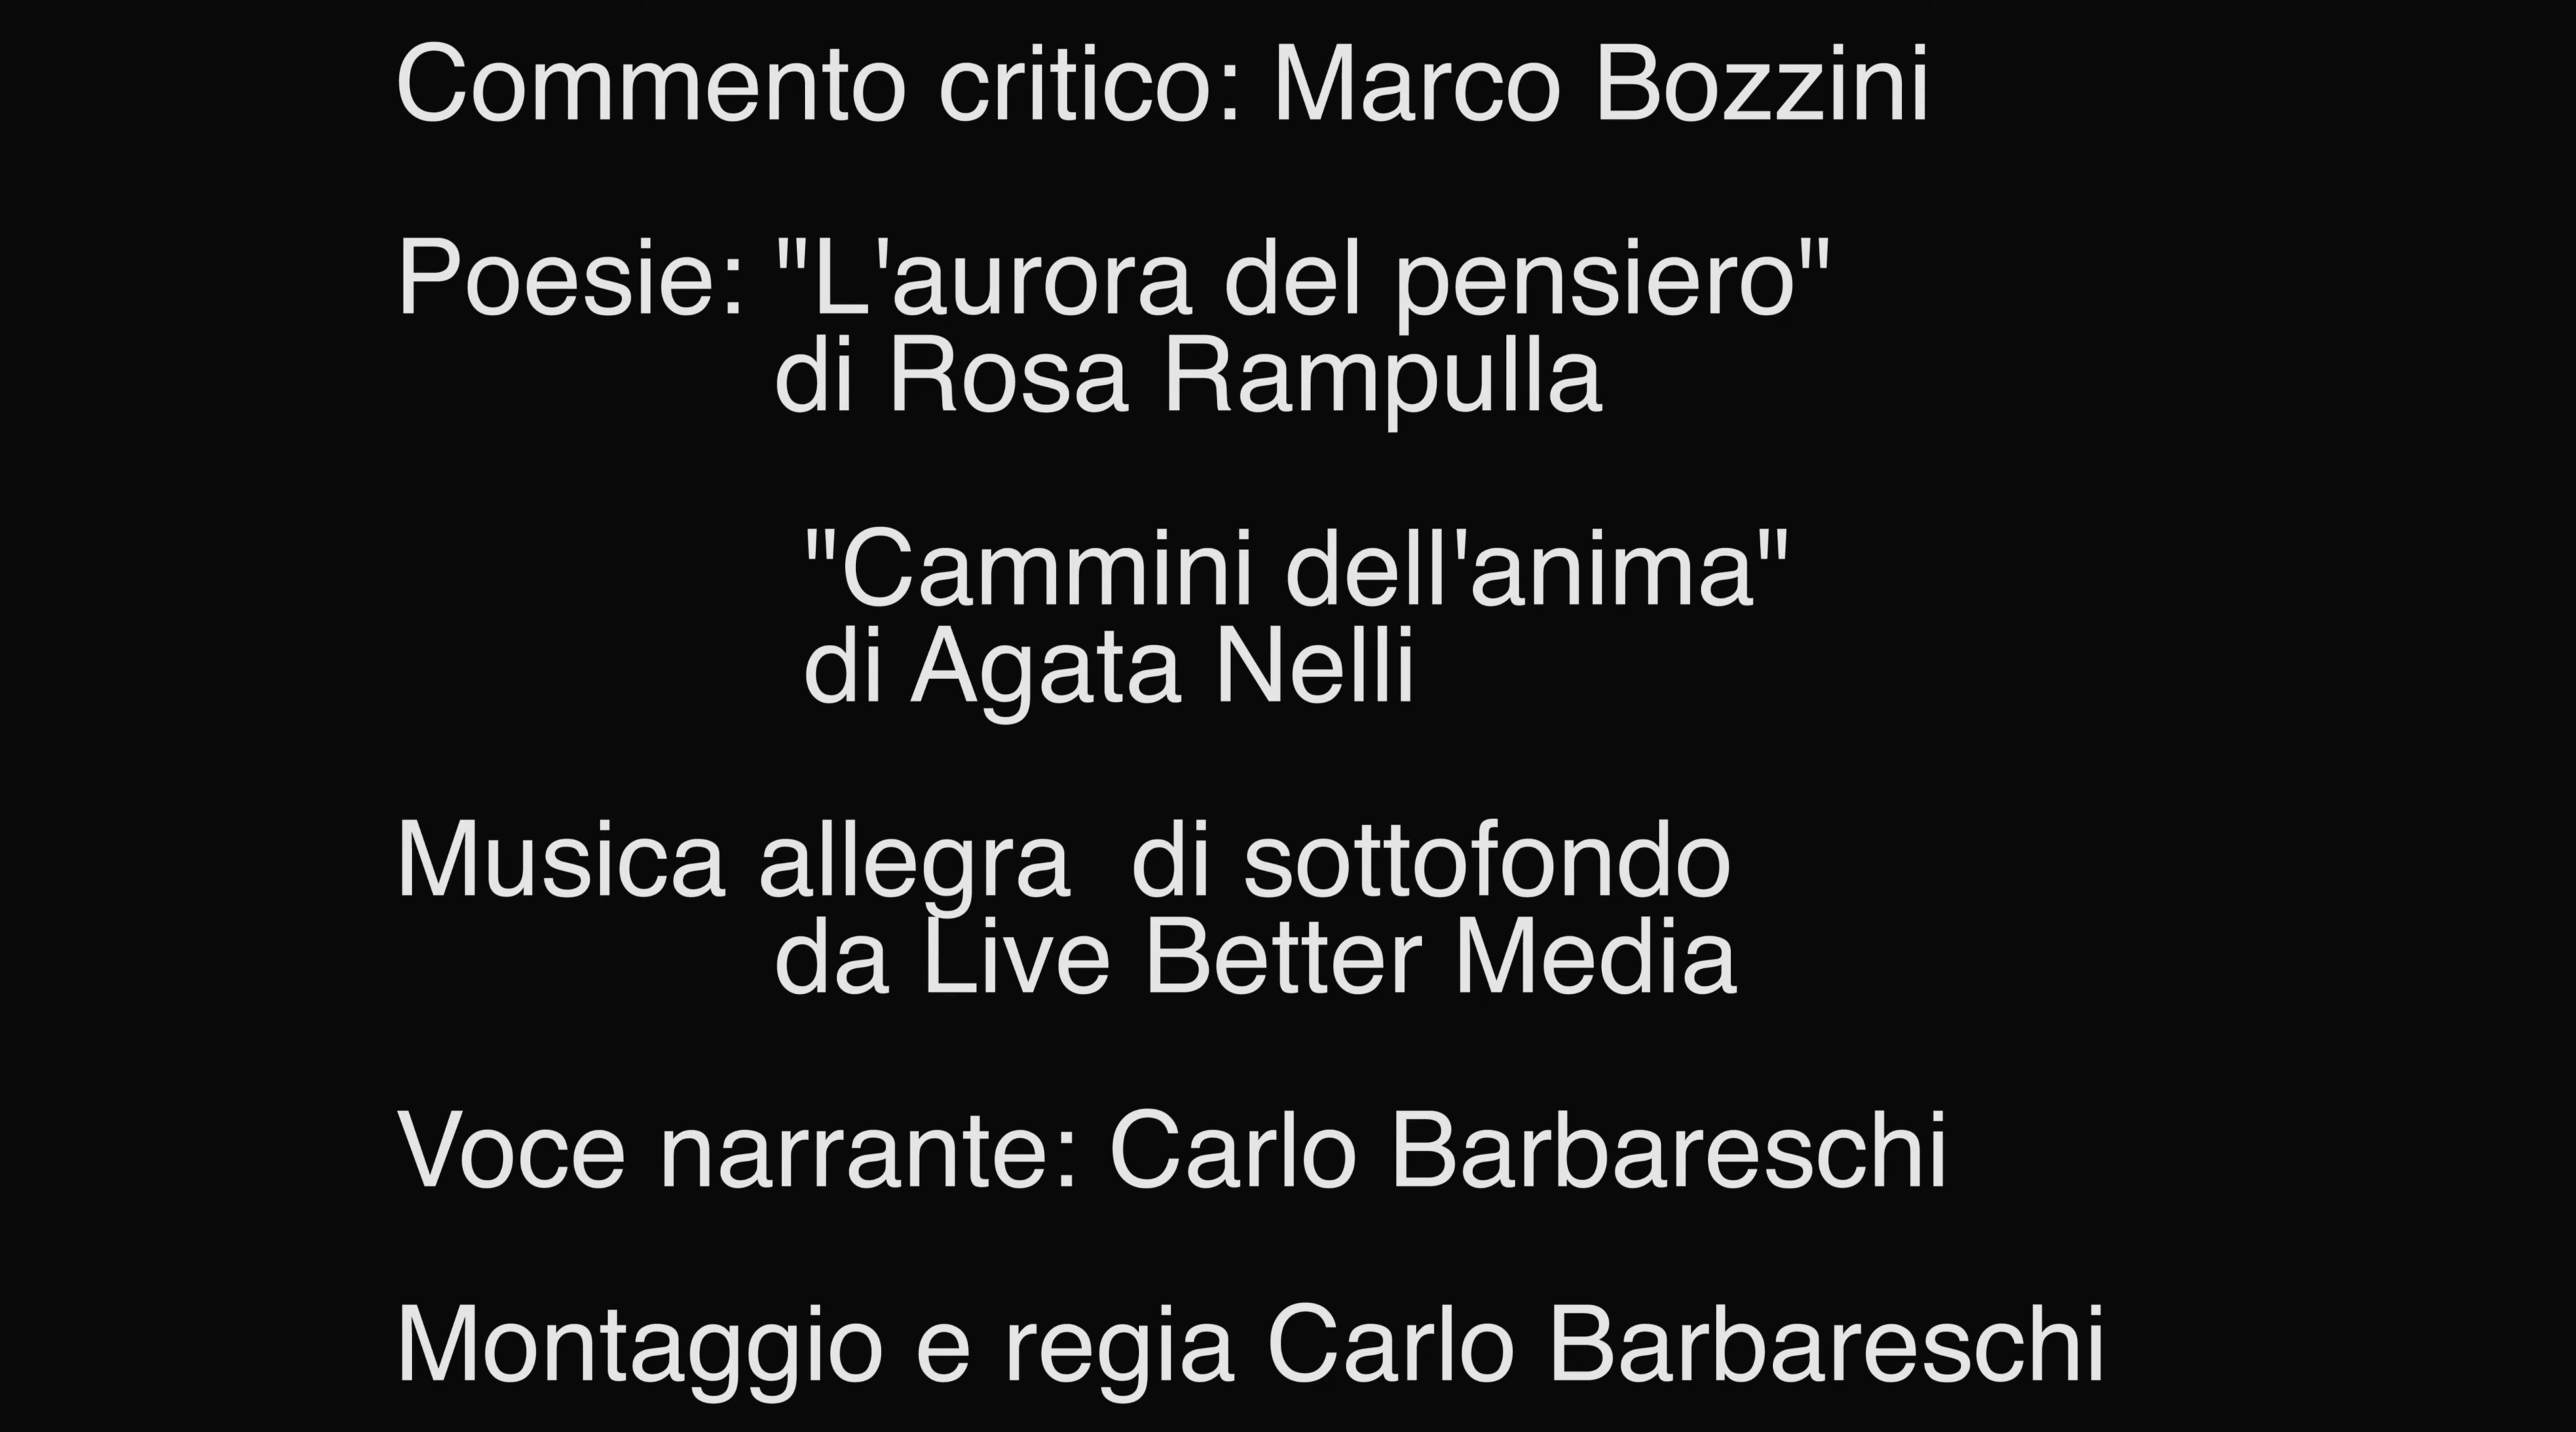 Commento critico: Marco Bozzini
Poesie: "L'aurora del pensiero"
di Rosa Rampulla
"Cammini dell'anima"
di Agata Nelli
Musica allegra  di sottofondo
da Live Better Media
Voce narrante: Carlo Barbareschi
Montaggio e regia Carlo Barbareschi